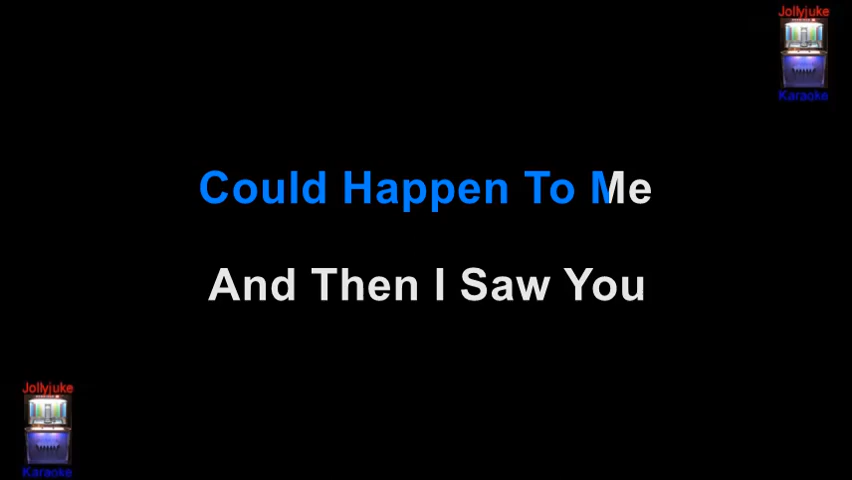 Jollyjuke
Karaoke
Could Happen To Me
And Then I Saw You
Jollyjuke
Karaoke